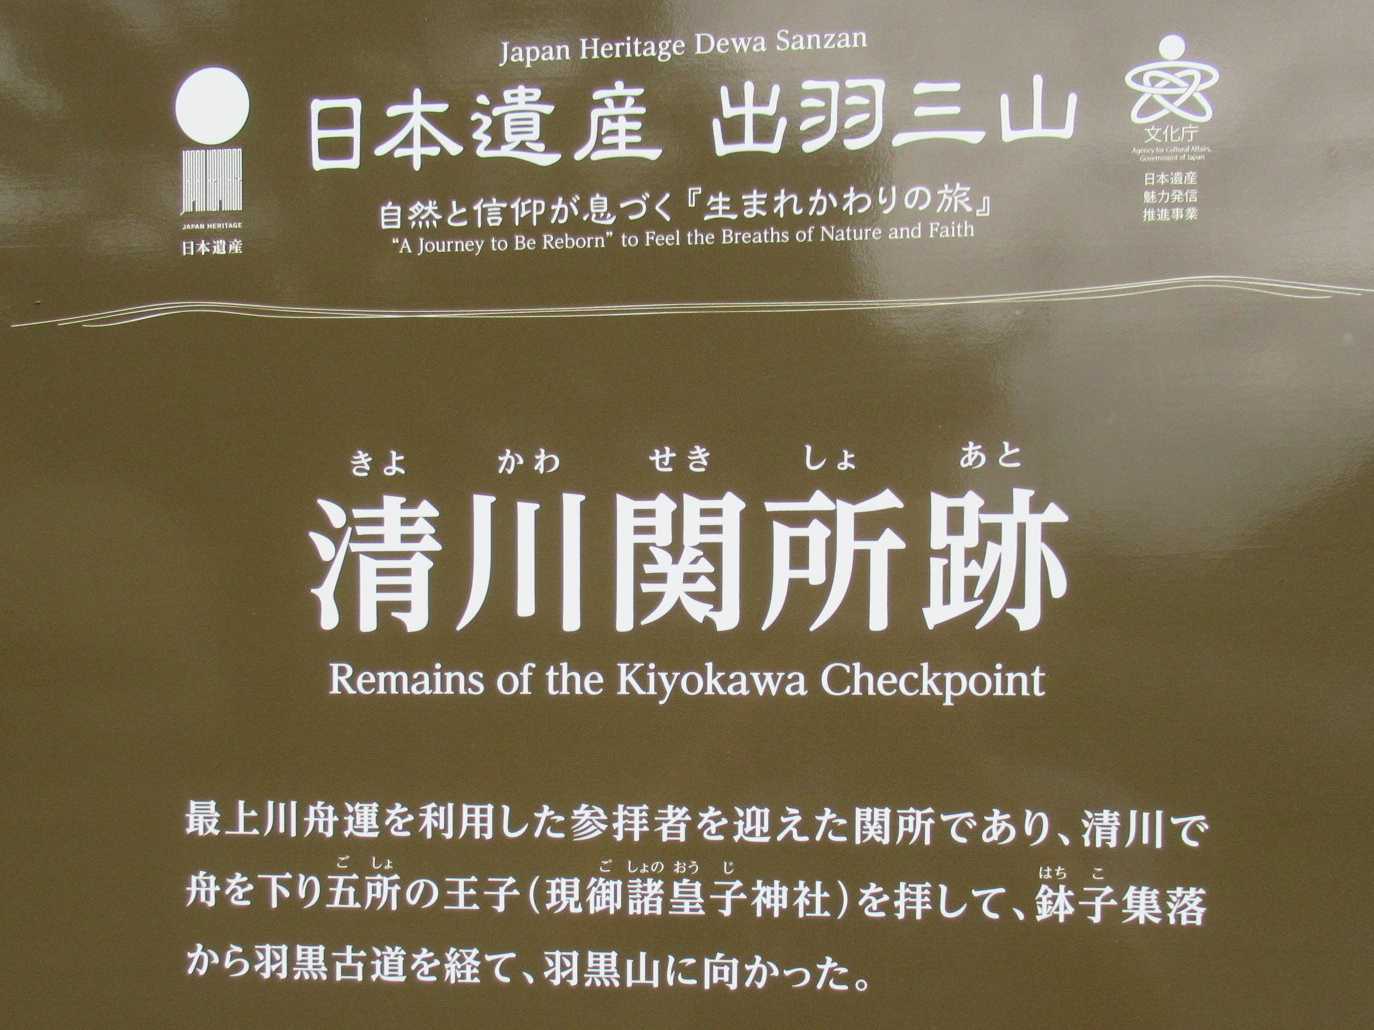 Japan Heritage Dewa Sanzan
日本遺産 出羽三山
自然と信仰が息づく『生まれかわりの旅』
"A Journey to Be Reborn" to Feel the Breaths of Nature and Faith
JAPAN HERITAGE
日本遺産
文化庁
Agency for Cultural Affairs,
Government of Japan
日本遺産
魅力発信
推進事業
きよ かわ せき しょ あと
清川関所跡
Remains of the Kiyokawa Checkpoint
最上川舟運を利用した参拝者を迎えた関所であり、清川で
ご しょ ご しょの おう じ はち こ
舟を下り五所の王子(現御諸皇子神社)を拝して、鉢子集落
から羽黒古道を経て、羽黒山に向かった。